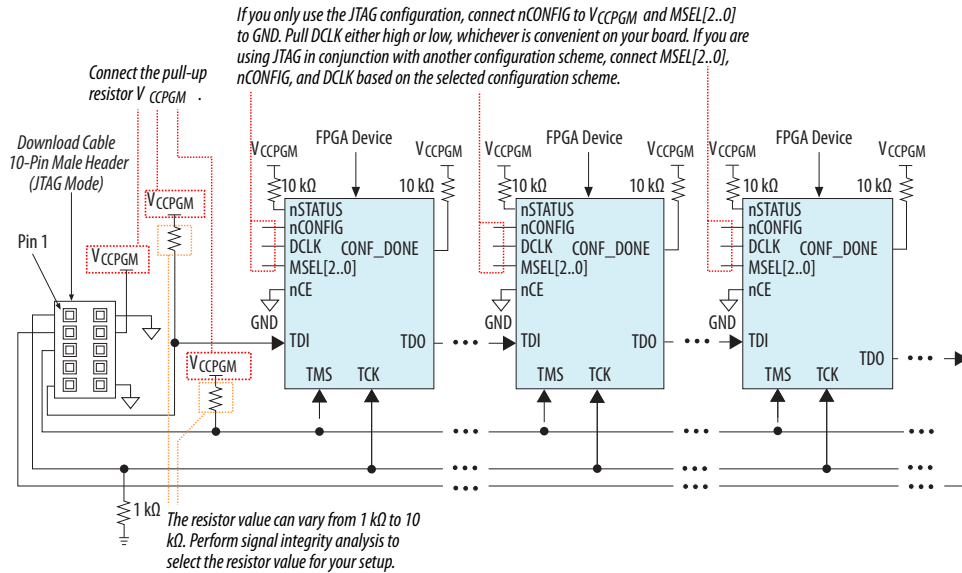 If you only use the JTAG configuration, connect nCONFIG to VCCPGM and MSEL[2..0]
to GND. Pull DCLK either high or low, whichever is convenient on your board. If you are
using JTAG in conjunction with another configuration scheme, connect MSEL[2..0],
nCONFIG, and DCLK based on the selected configuration scheme.
Connect the pull-up
resistor V CCPGM .
Download Cable
10-Pin Male Header
(JTAG Mode)
Pin 1
VCCPGM
VCCPGM
VCCPGM
VCCPGM
FPGA Device
VCCPGM
10 kΩ
10 kΩ
nSTATUS
nCONFIG
DCLK
CONF_DONE
MSEL[2..0]
nCE
GND
TDI
TDO
TMS
TCK
VCCPGM
FPGA Device
VCCPGM
10 kΩ
10 kΩ
nSTATUS
nCONFIG
DCLK
CONF_DONE
MSEL[2..0]
nCE
GND
TDI
TDO
TMS
TCK
VCCPGM
FPGA Device
VCCPGM
10 kΩ
10 kΩ
nSTATUS
nCONFIG
DCLK
CONF_DONE
MSEL[2..0]
nCE
GND
TDI
TDO
TMS
TCK
1 kΩ
The resistor value can vary from 1 kΩ to 10
kΩ. Perform signal integrity analysis to
select the resistor value for your setup.